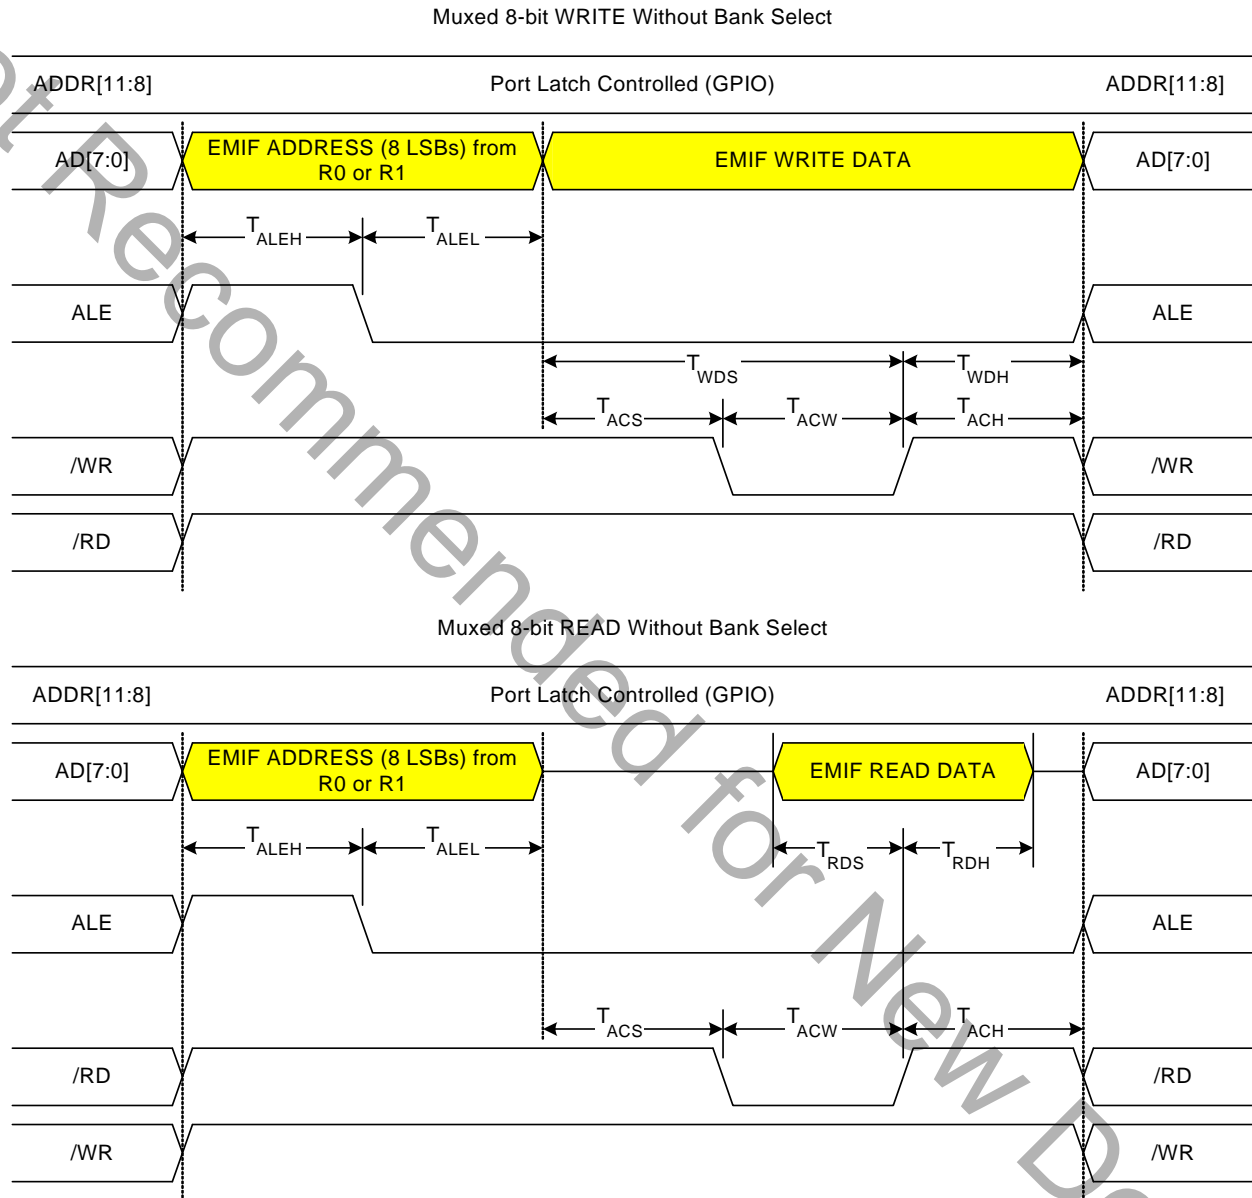 Muxed 8-bit WRITE Without Bank Select
ADDR[11:8] Port Latch Controlled (GPIO) ADDR[11:8]
AD[7:0] EMIF ADDRESS (8 LSBs) from R0 or R1 EMIF WRITE DATA AD[7:0]
TALEH TALEL
ALE ALE
TWDS TWDH
TACS TACW TACH
/WR /WR
/RD /RD
Muxed 8-bit READ Without Bank Select
ADDR[11:8] Port Latch Controlled (GPIO) ADDR[11:8]
AD[7:0] EMIF ADDRESS (8 LSBs) from R0 or R1 EMIF READ DATA AD[7:0]
TALEH TALEL TRDS TRDH
ALE ALE
TACS TACW TACH
/RD /RD
/WR /WR
Recommended for New